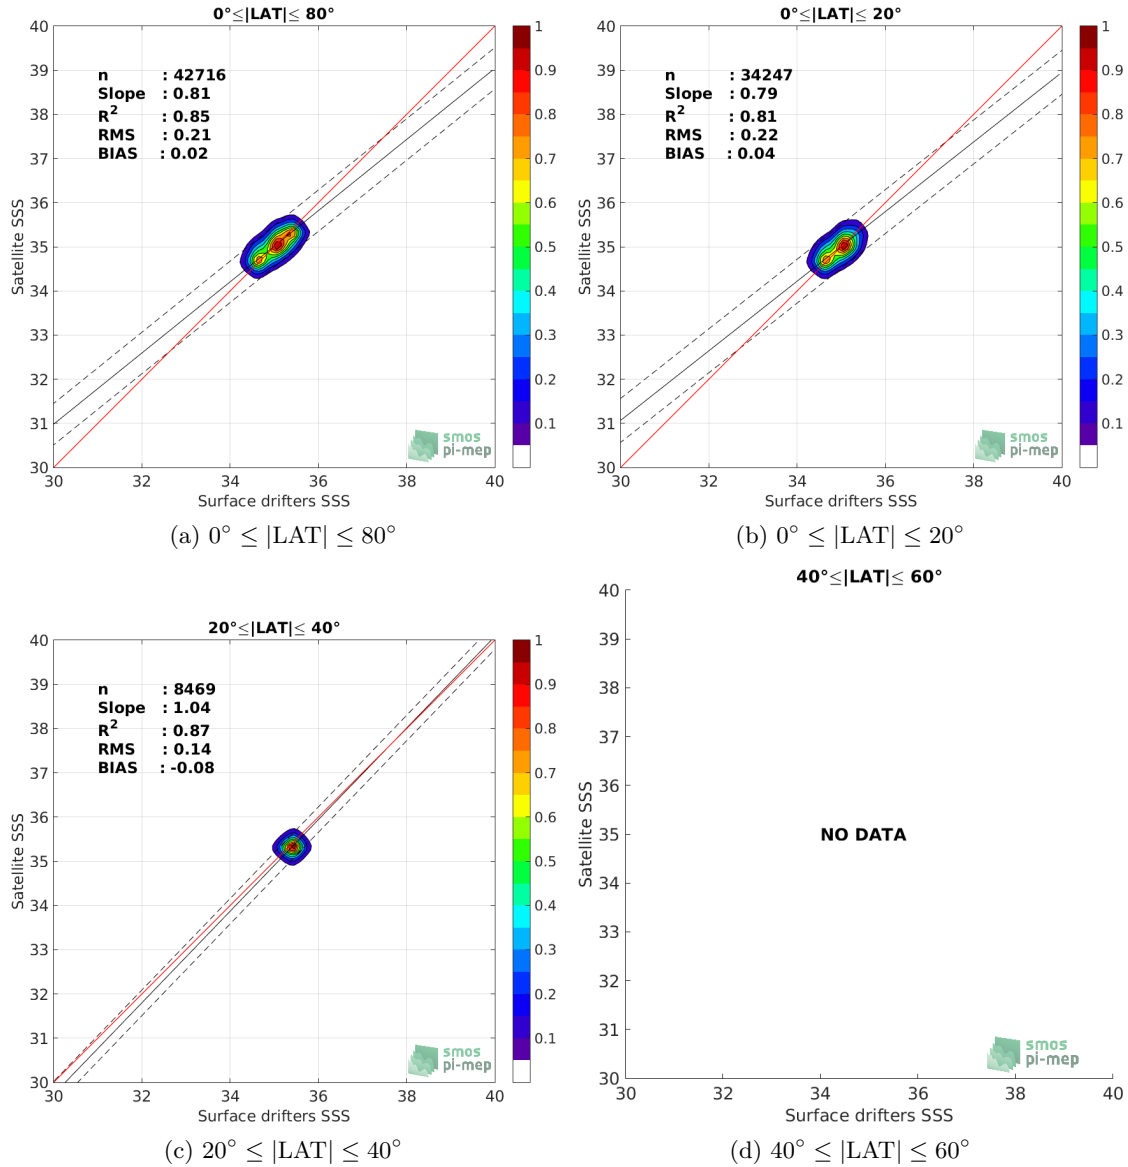 0°≤|LAT|≤ 80°
n : 42716
Slope : 0.81
R2 : 0.85
RMS : 0.21
BIAS : 0.02
40
39
38
37
36
35
34
33
32
31
30
30 32 34 36 38 40
Satellite SSS
Surface drifters SSS
1
0.9
0.8
0.7
0.6
0.5
0.4
0.3
0.2
0.1
smos
pi-mep
(a) 0° ≤ |LAT| ≤ 80°
0°≤|LAT|≤ 20°
n : 34247
Slope : 0.79
R2 : 0.81
RMS : 0.22
BIAS : 0.04
40
39
38
37
36
35
34
33
32
31
30
30 32 34 36 38 40
Satellite SSS
Surface drifters SSS
1
0.9
0.8
0.7
0.6
0.5
0.4
0.3
0.2
0.1
smos
pi-mep
(b) 0° ≤ |LAT| ≤ 20°
20°≤|LAT|≤ 40°
n : 8469
Slope : 1.04
R2 : 0.87
RMS : 0.14
BIAS : -0.08
40
39
38
37
36
35
34
33
32
31
30
30 32 34 36 38 40
Satellite SSS
Surface drifters SSS
1
0.9
0.8
0.7
0.6
0.5
0.4
0.3
0.2
0.1
smos
pi-mep
(c) 20° ≤ |LAT| ≤ 40°
40°≤|LAT|≤ 60°
40
39
38
37
36
35
34
33
32
31
30
30 32 34 36 38 40
Satellite SSS
NO DATA
Surface drifters SSS
smos
pi-mep
(d) 40° ≤ |LAT| ≤ 60°